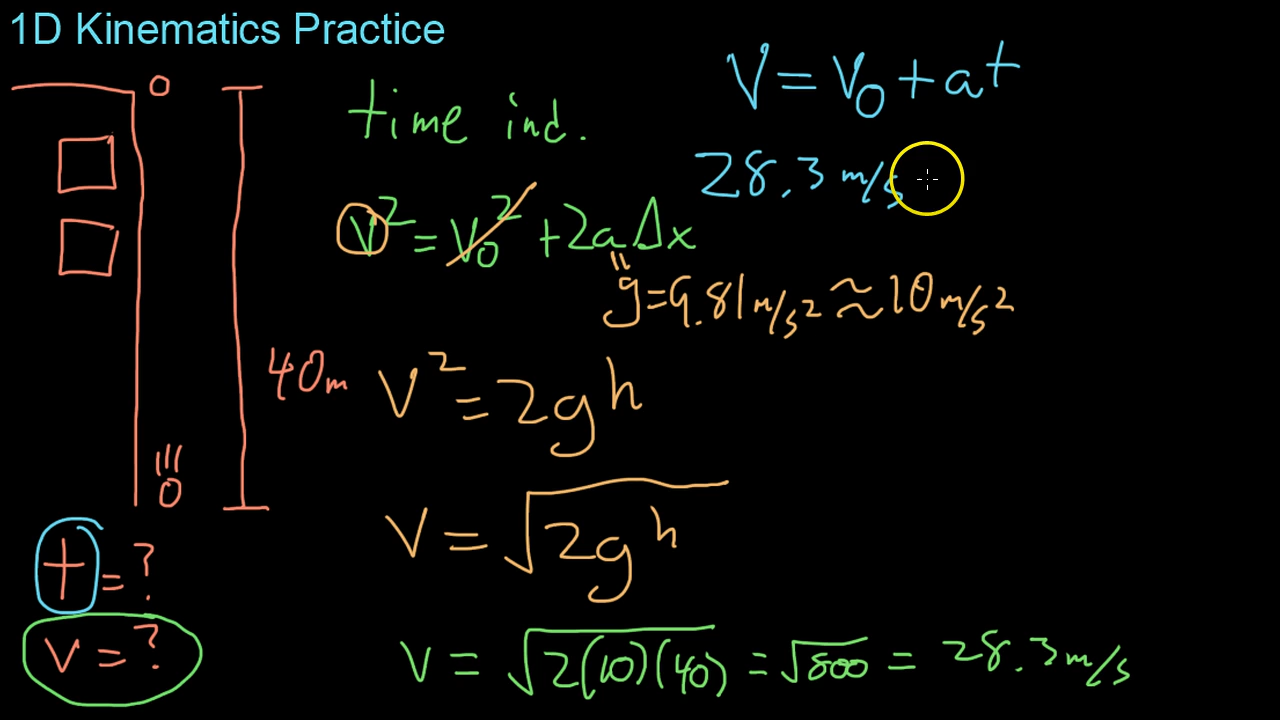 1D Kinematics Practice
V = V₀ + at
28.3 m/s
time ind.
V² = V₀² + 2aΔx
g = 9.81 m/s² ≈ 10 m/s²
40m
V² = 2gh
V = √2gh
t = ?
V = ?
V = √2(10)(40) = √800 = 28.3 m/s